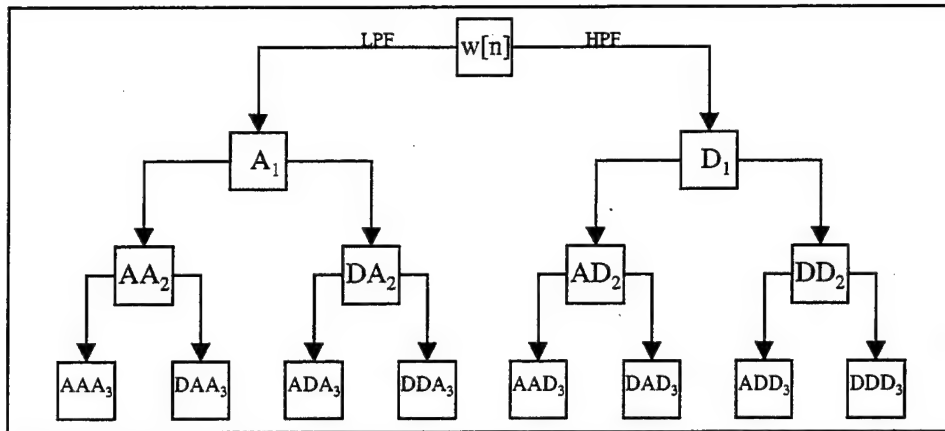 LPF w[n] HPF
A₁ D₁
AA₂ DA₂ AD₂ DD₂
AAA₃ DAA₃ ADA₃ DDA₃ AAD₃ DAD₃ ADD₃ DDD₃